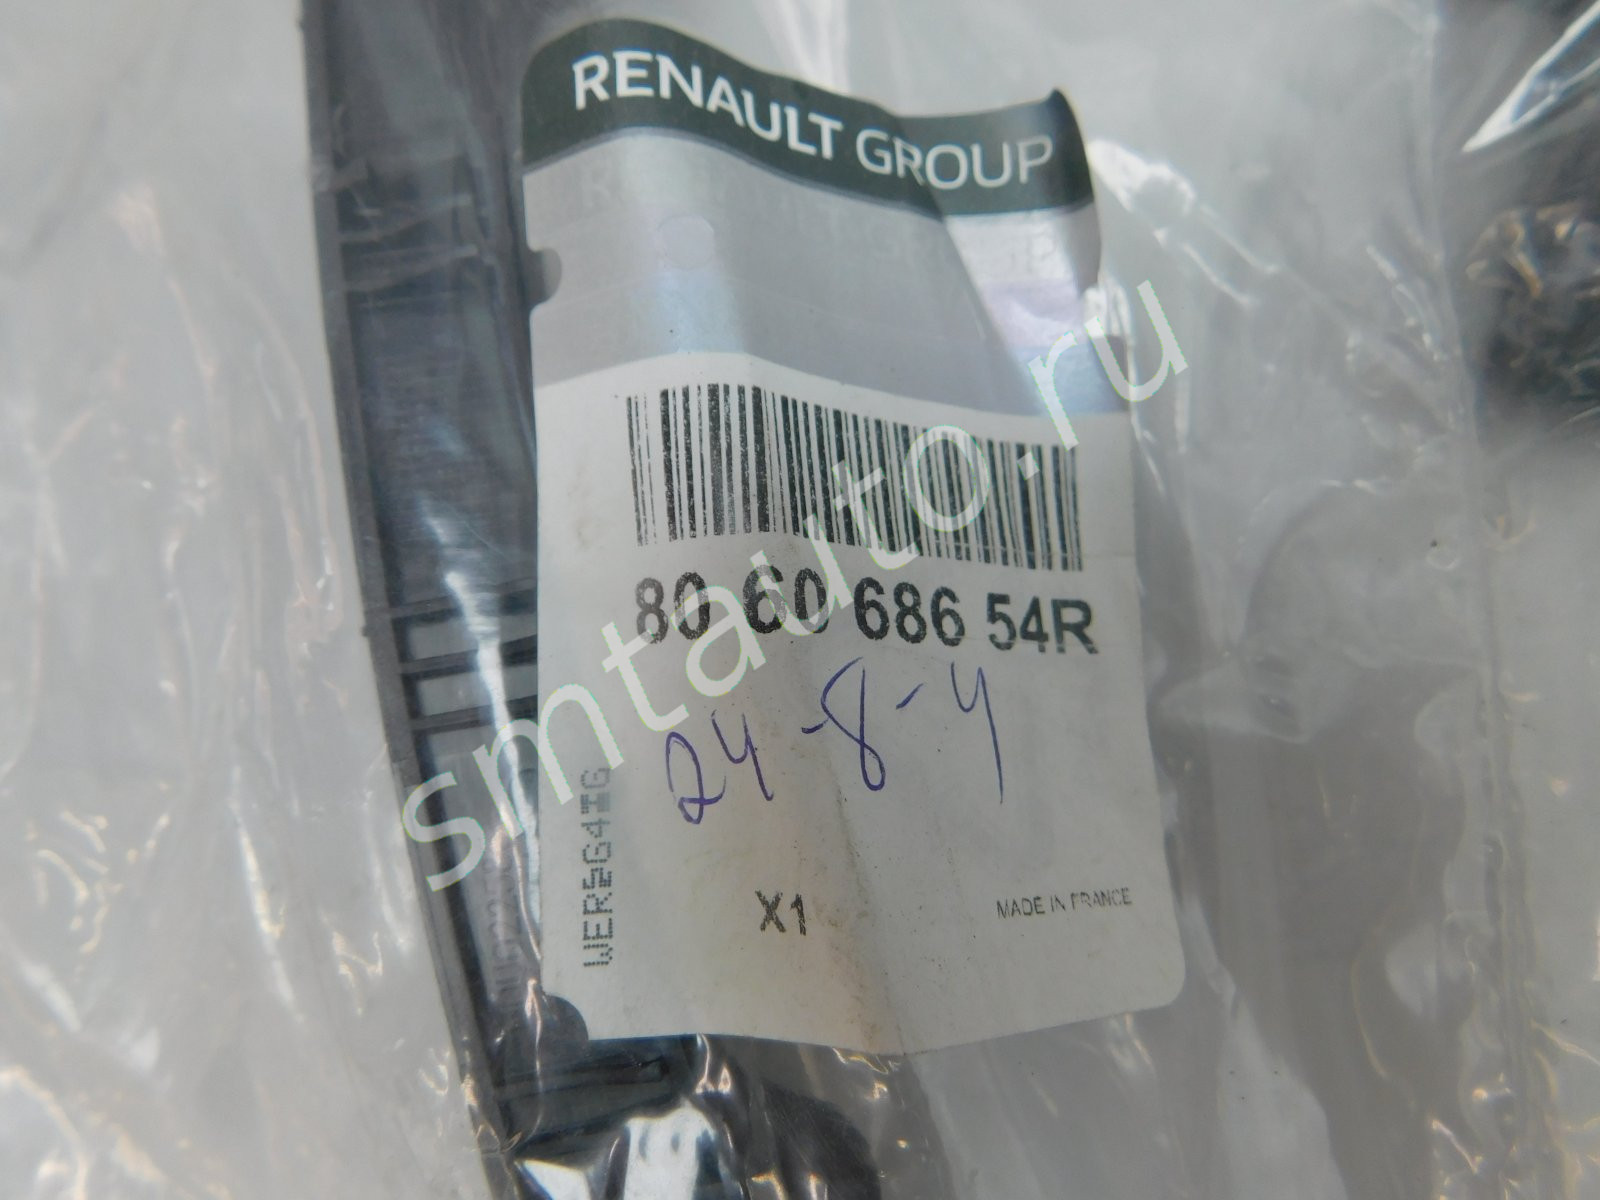 RENAULT GROUP
80 60 686 54R
24-8-4
X1
MADE IN FRANCE
smtauto.ru